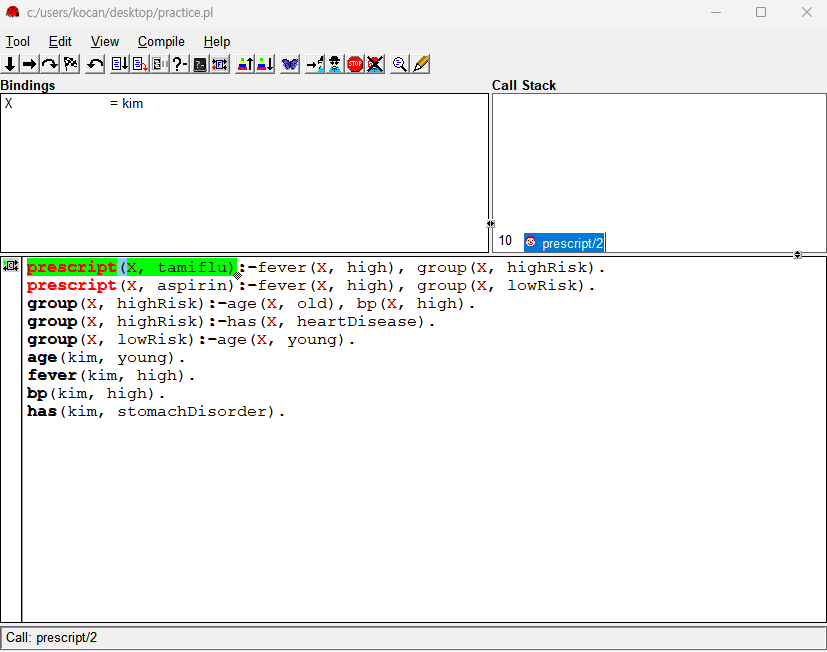 c:/users/kocan/desktop/practice.pl
Tool Edit View Compile Help
Bindings
X = kim
Call Stack
10 prescript/2
prescript(X, tamiflu):-fever(X, high), group(X, highRisk).
prescript(X, aspirin):-fever(X, high), group(X, lowRisk).
group(X, highRisk):-age(X, old), bp(X, high).
group(X, highRisk):-has(X, heartDisease).
group(X, lowRisk):-age(X, young).
age(kim, young).
fever(kim, high).
bp(kim, high).
has(kim, stomachDisorder).
Call: prescript/2